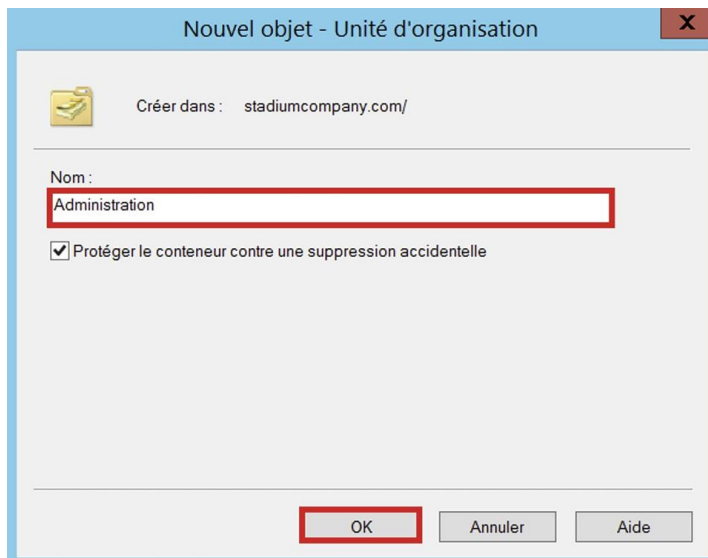 Nouvel objet - Unité d'organisation
X
Créer dans : stadiumcompany.com/
Nom :
Administration
Protéger le conteneur contre une suppression accidentelle
OK Annuler Aide